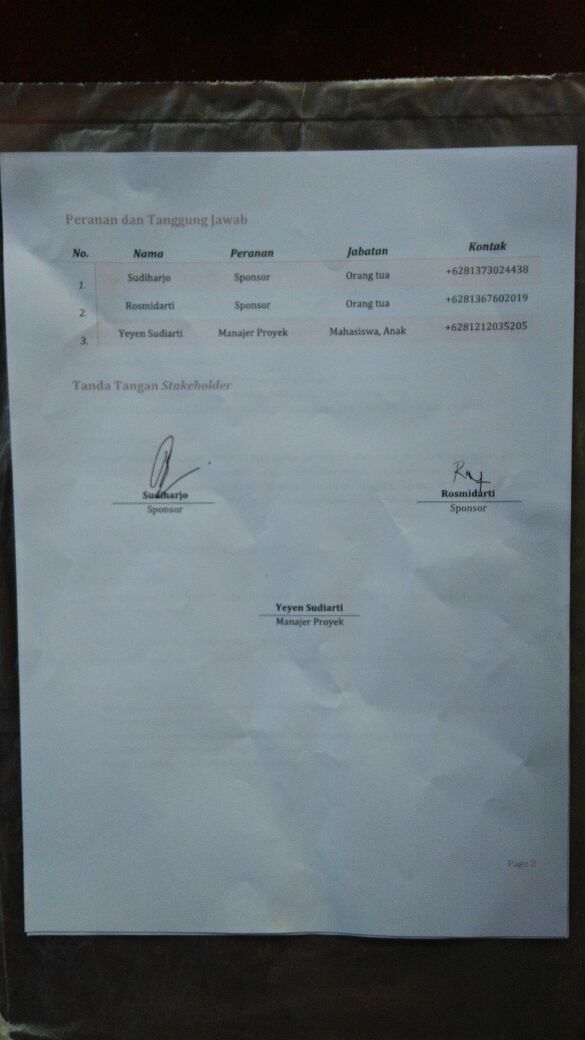 Peranan dan Tanggung Jawab
No. Nama Peranan Jabatan Kontak
1. Sudiharjo Sponsor Orang tua +6281373024438
2. Rosmidarti Sponsor Orang tua +6281367602019
3. Yeyen Sudiarti Manajer Proyek Mahasiswa, Anak +6281212035205
Tanda Tangan Stakeholder
Sudiharjo
Sponsor
Rosmidarti
Sponsor
Yeyen Sudiarti
Manajer Proyek
Page 2